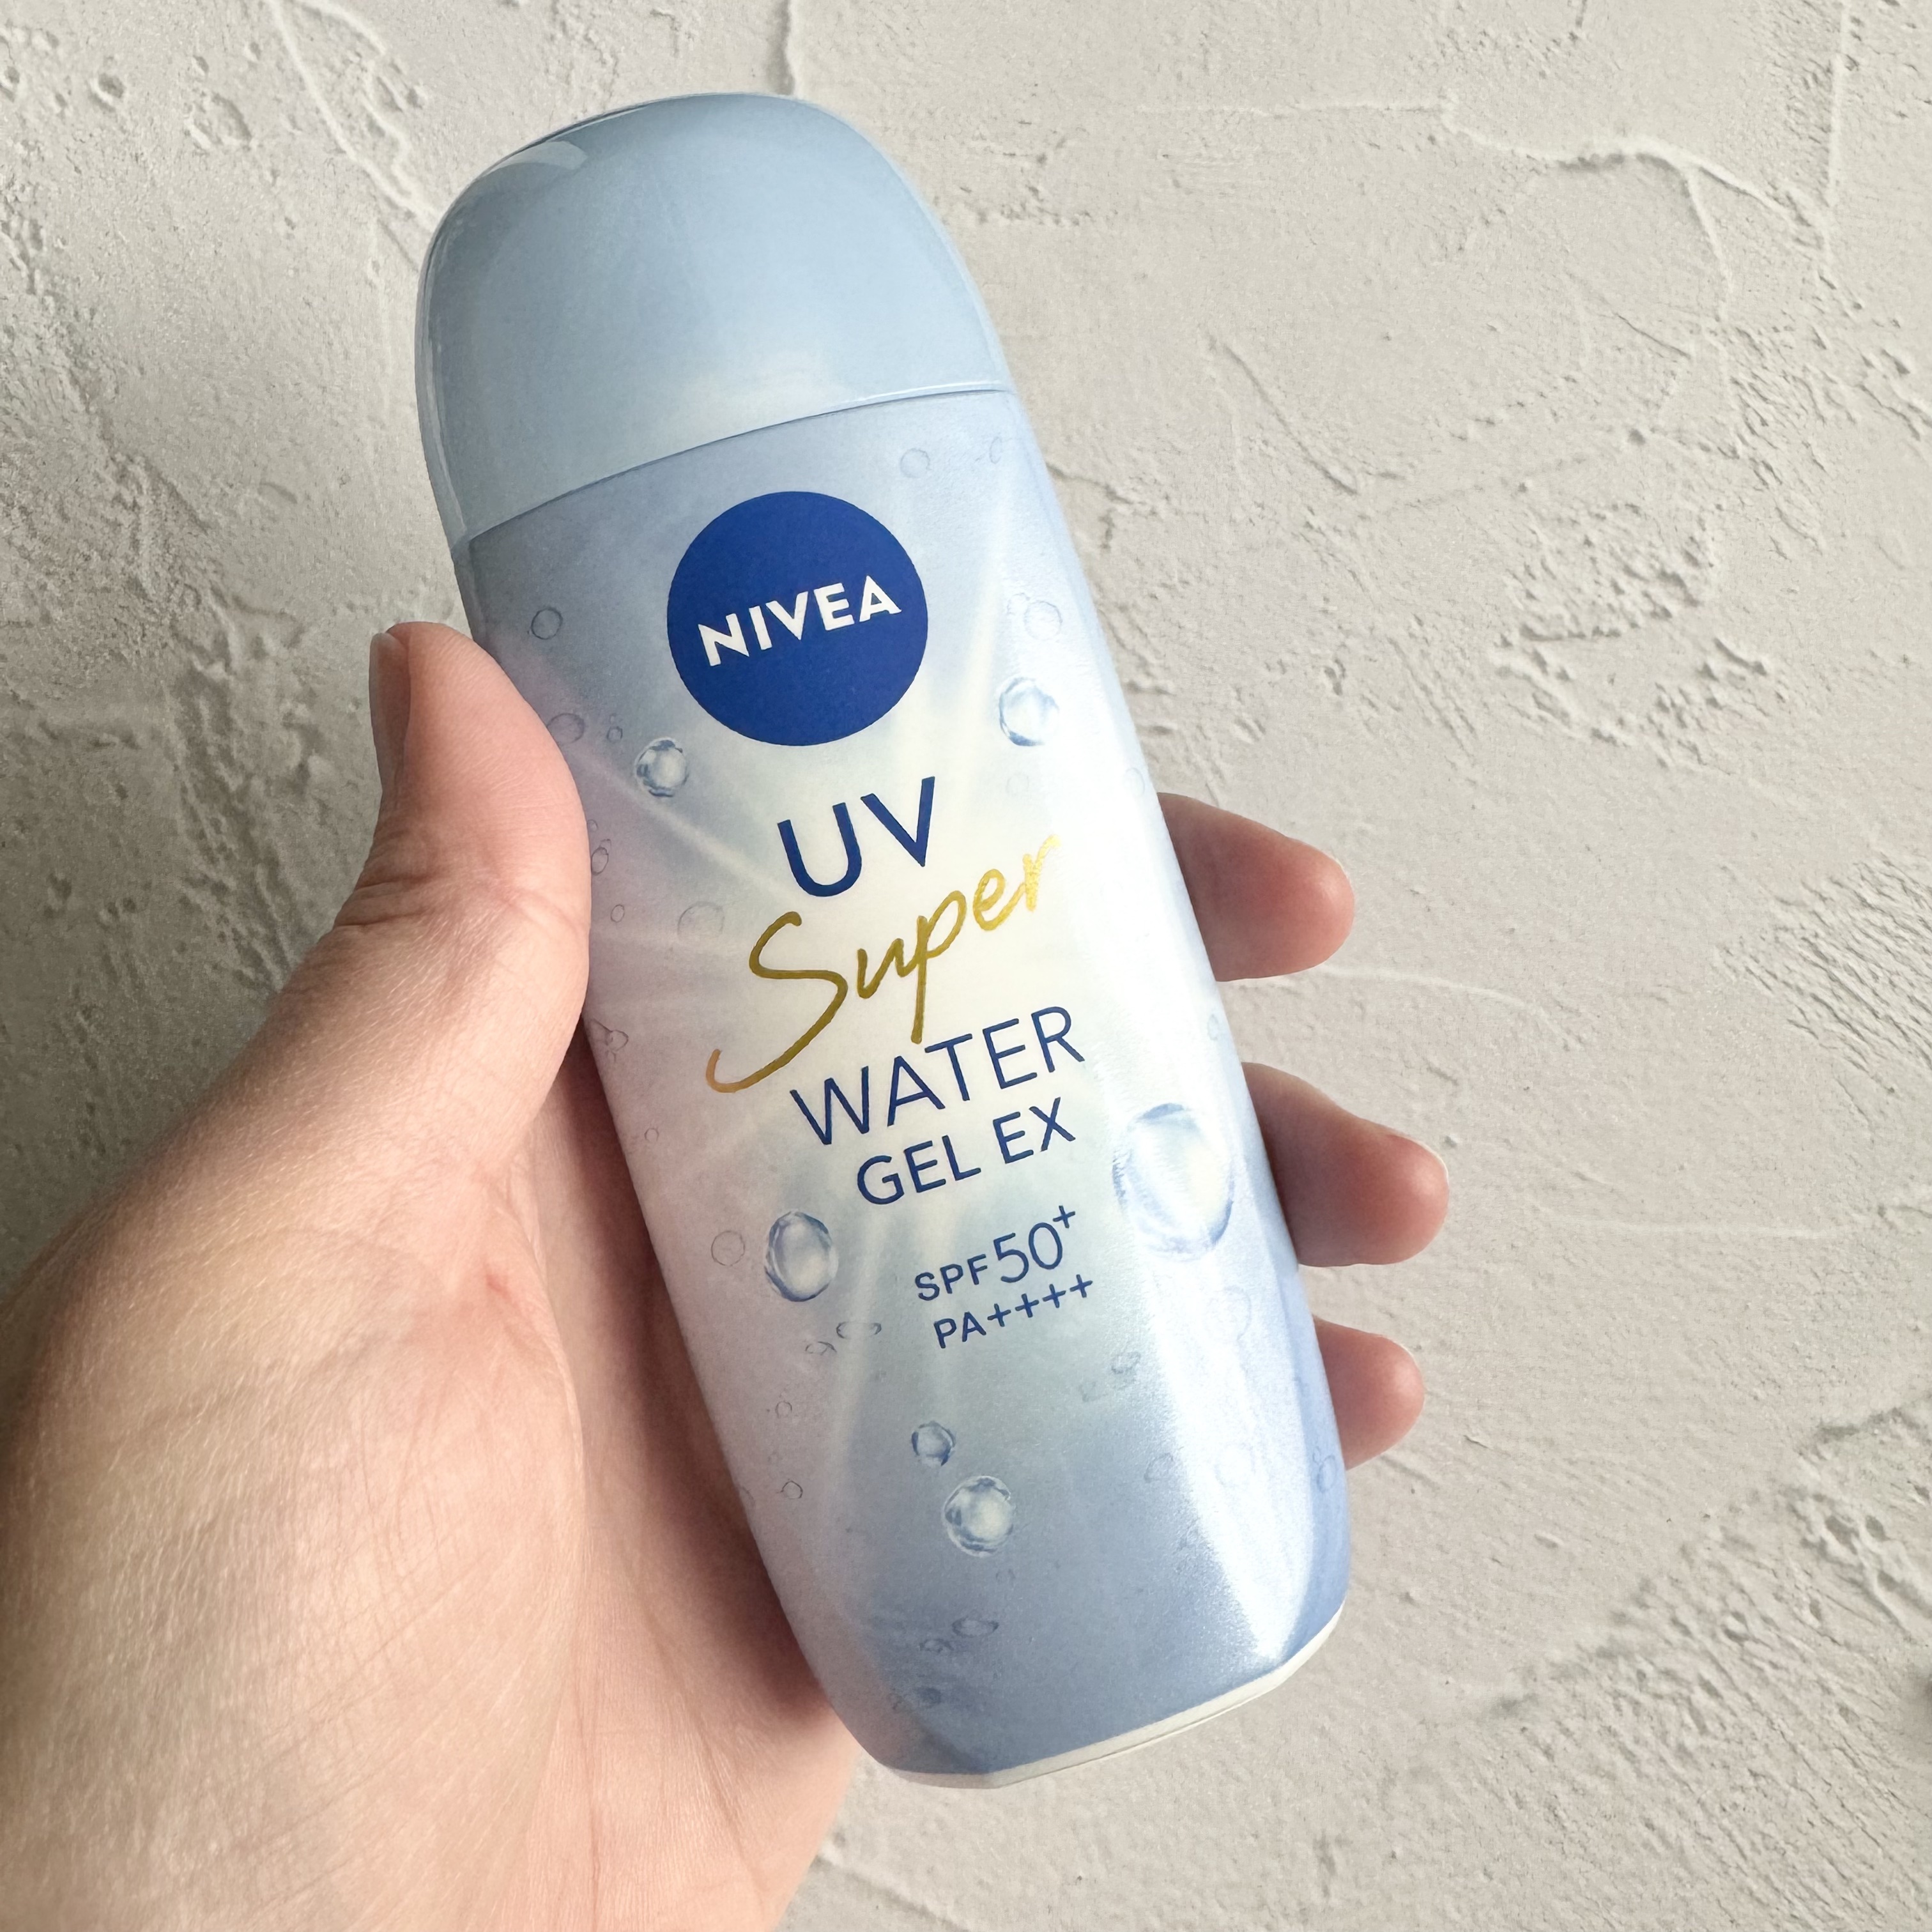 NIVEA
UV
Super
WATER
GEL EX
SPF50+
PA++++